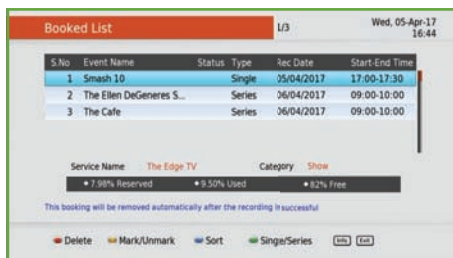 Booked List 1/3 Wed, 05-Apr-17
16:44
S.No Event Name Status Type Rec Date Start-End Time
1 Smash 10 Single 05/04/2017 17:00-17:30
2 The Ellen DeGeneres S... Series 06/04/2017 09:00-10:00
3 The Cafe Series 06/04/2017 09:00-10:00
Service Name The Edge TV Category Show
7.98% Reserved 9.50% Used 82% Free
This booking will be removed automatically after the recording is successful
Delete Mark/Unmark Sort Singe/Series Info Exit